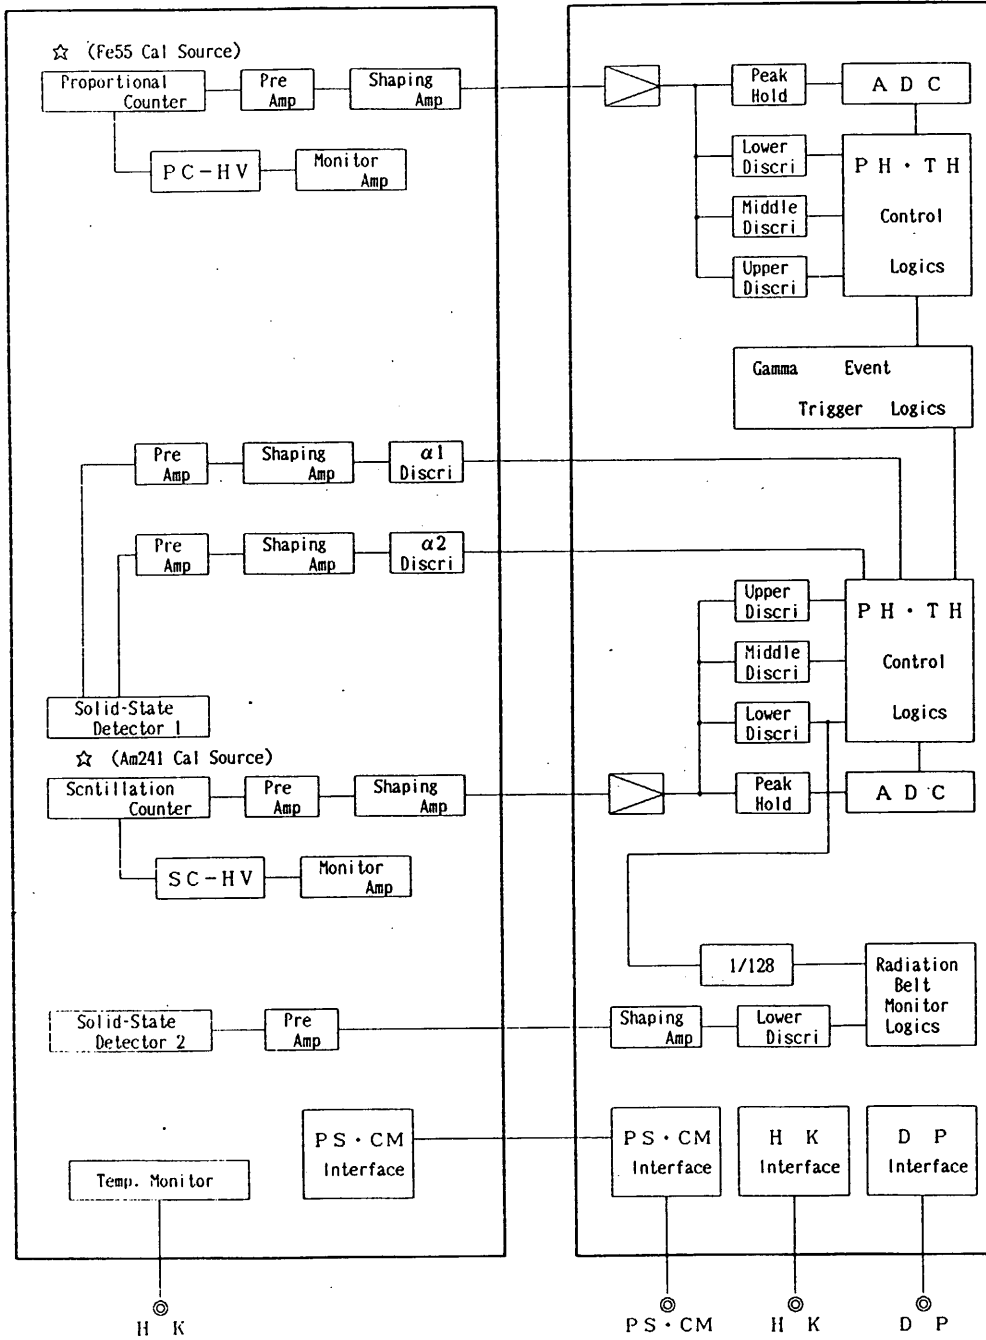 ☆ (Fe55 Cal Source)
Proportional
Counter
Pre
Amp
Shaping
Amp
Peak
Hold
A D C
PC-HV
Monitor
Amp
Lower
Discri
Middle
Discri
Upper
Discri
PH・TH
Control
Logics
Gamma Event
Trigger Logics
Pre
Amp
Shaping
Amp
α1
Discri
Pre
Amp
Shaping
Amp
α2
Discri
Upper
Discri
Middle
Discri
Lower
Discri
PH・TH
Control
Logics
Solid-State
Detector 1
☆ (Am241 Cal Source)
Scntillation
Counter
Pre
Amp
Shaping
Amp
Peak
Hold
A D C
SC-HV
Monitor
Amp
1/128
Radiation
Belt
Monitor
Logics
Solid-State
Detector 2
Pre
Amp
Shaping
Amp
Lower
Discri
PS・CM
Interface
PS・CM
Interface
H K
Interface
D P
Interface
Temp. Monitor
H K
PS・CM
H K
D P